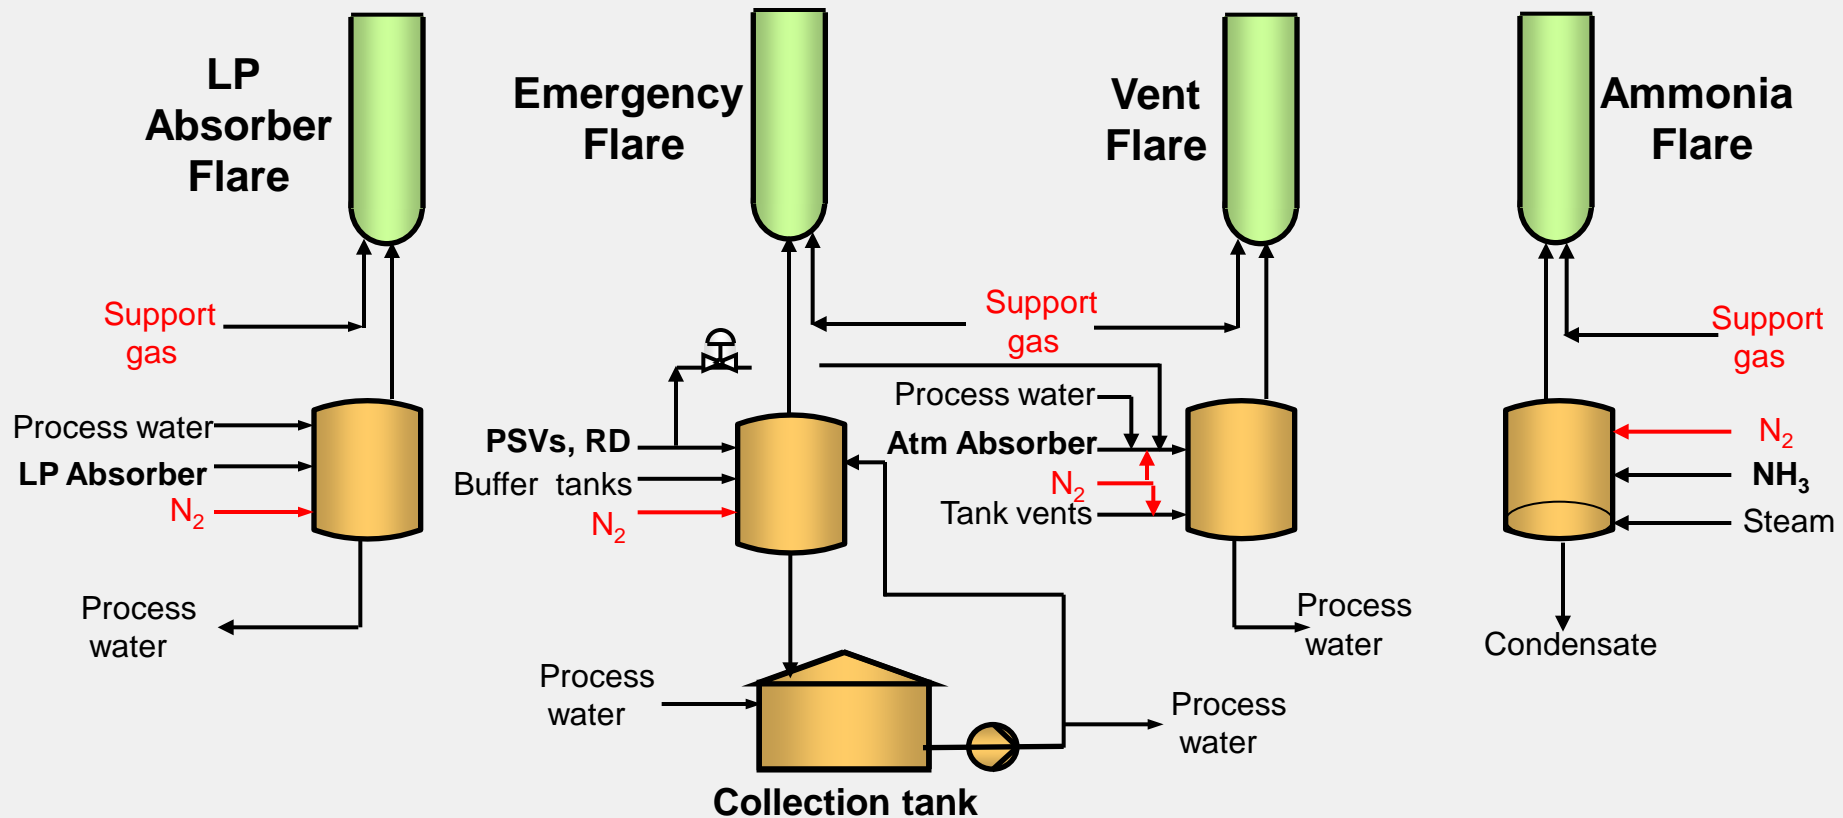 LP
Absorber
Flare
Emergency
Flare
Vent
Flare
Ammonia
Flare
Support
gas
Support
gas
Support
gas
Process water
LP Absorber
N₂
Process
water
PSVs, RD
Buffer tanks
N₂
Process water
Atm Absorber
N₂
Tank vents
N₂
NH₃
Steam
Process
water
Condensate
Process
water
Process
water
Collection tank